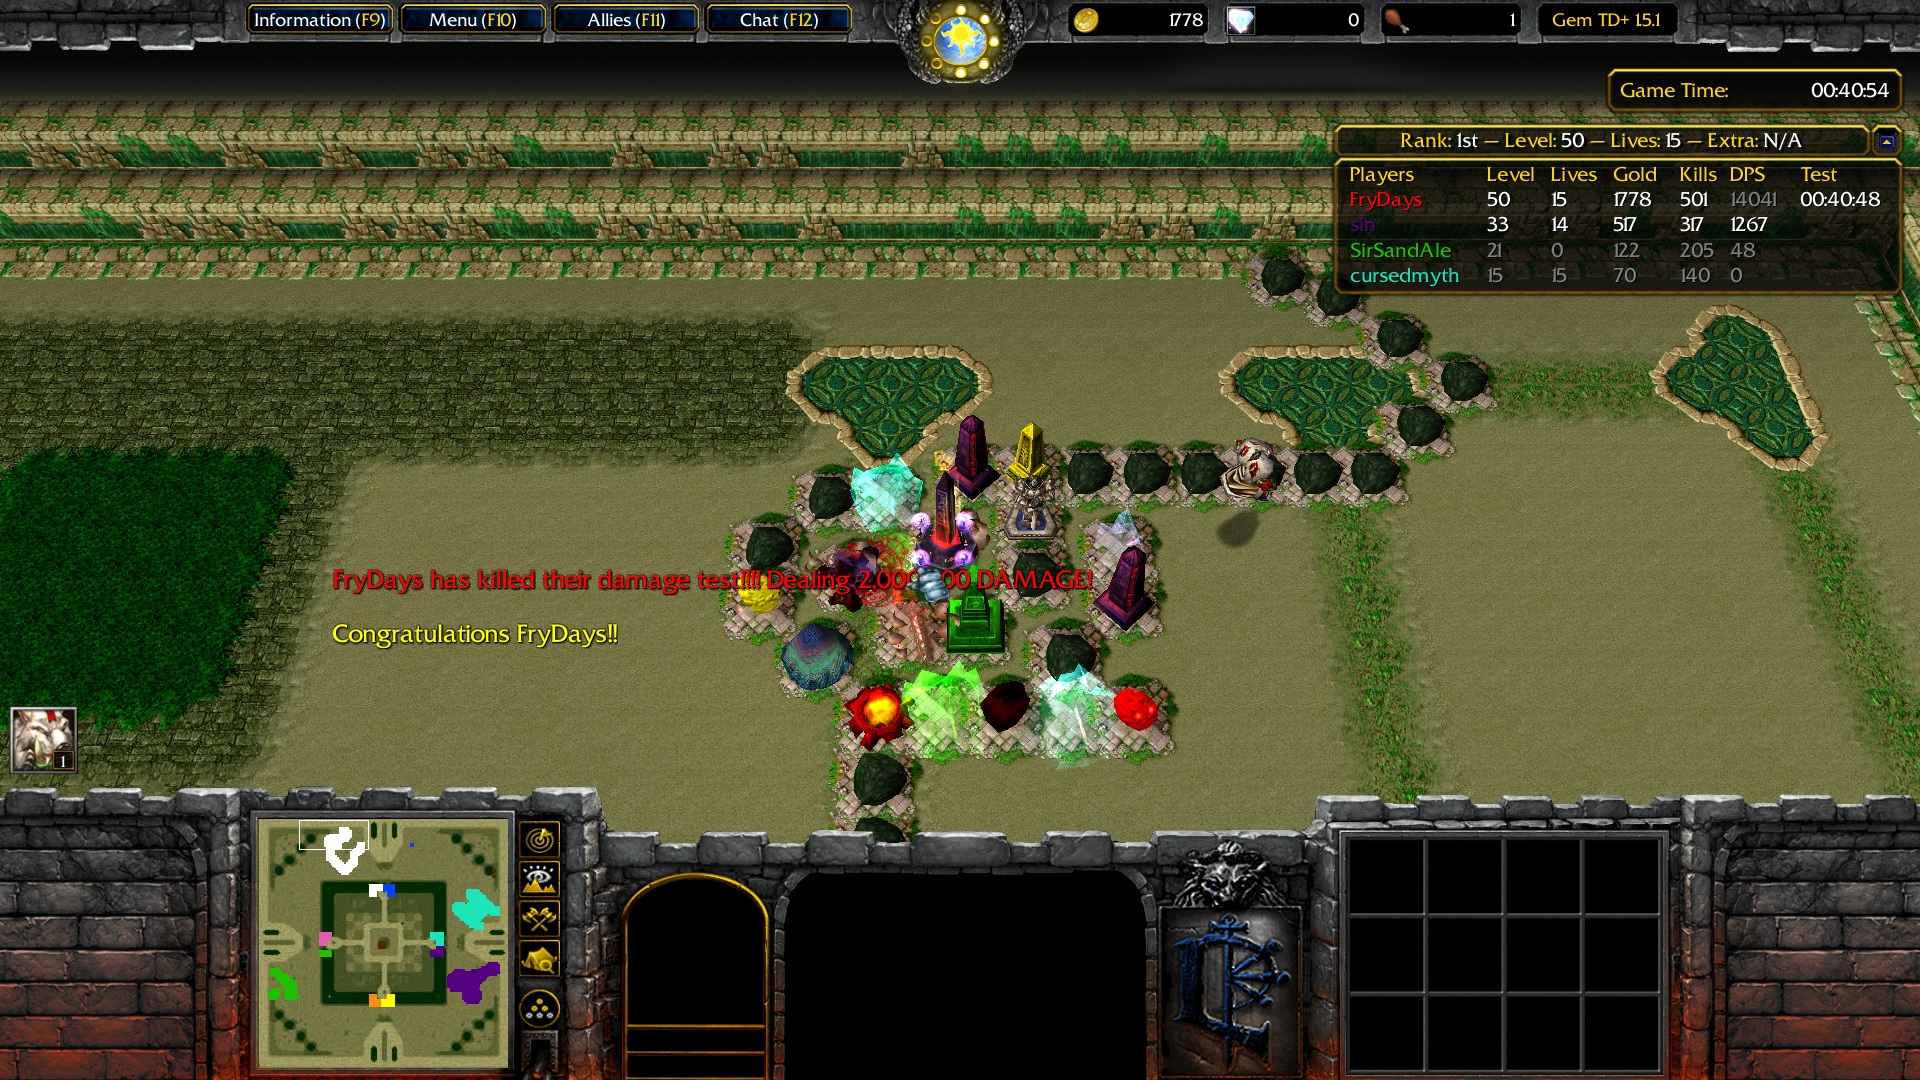 Information (F9) Menu (F10) Allies (F11) Chat (F12) 1778 0 1 Gem TD+ 15.1
Game Time: 00:40:54
Rank: 1st – Level: 50 – Lives: 15 – Extra: N/A
Players Level Lives Gold Kills DPS Test
FryDays 50 15 1778 501 14041 00:40:48
sin 33 14 517 317 1267
SirSandAle 21 0 122 205 48
cursedmyth 15 15 70 140 0
FryDays has killed their damage test!!!! Dealing DAMAGE!
Congratulations FryDays!!
1